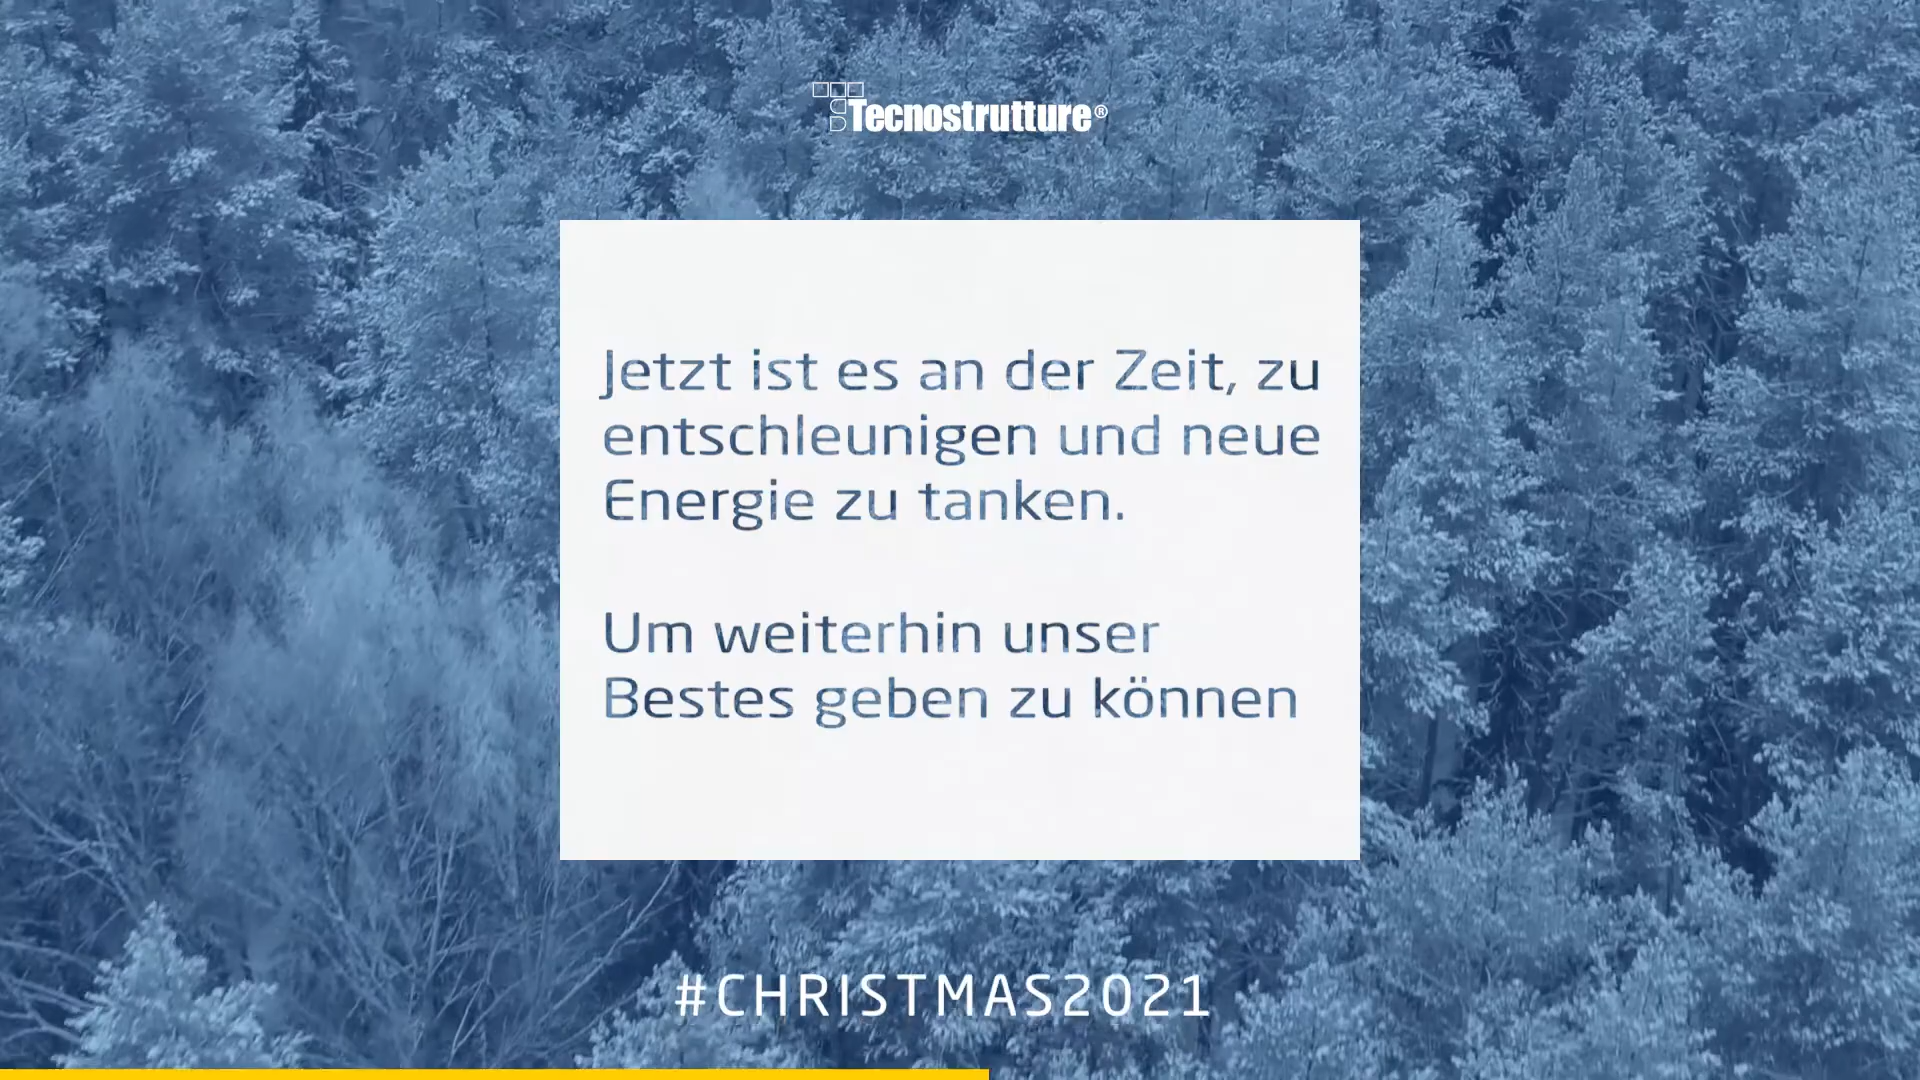 Tecnostrutture®
Jetzt ist es an der Zeit, zu
entschleunigen und neue
Energie zu tanken.
Um weiterhin unser
Bestes geben zu können
#CHRISTMAS2021